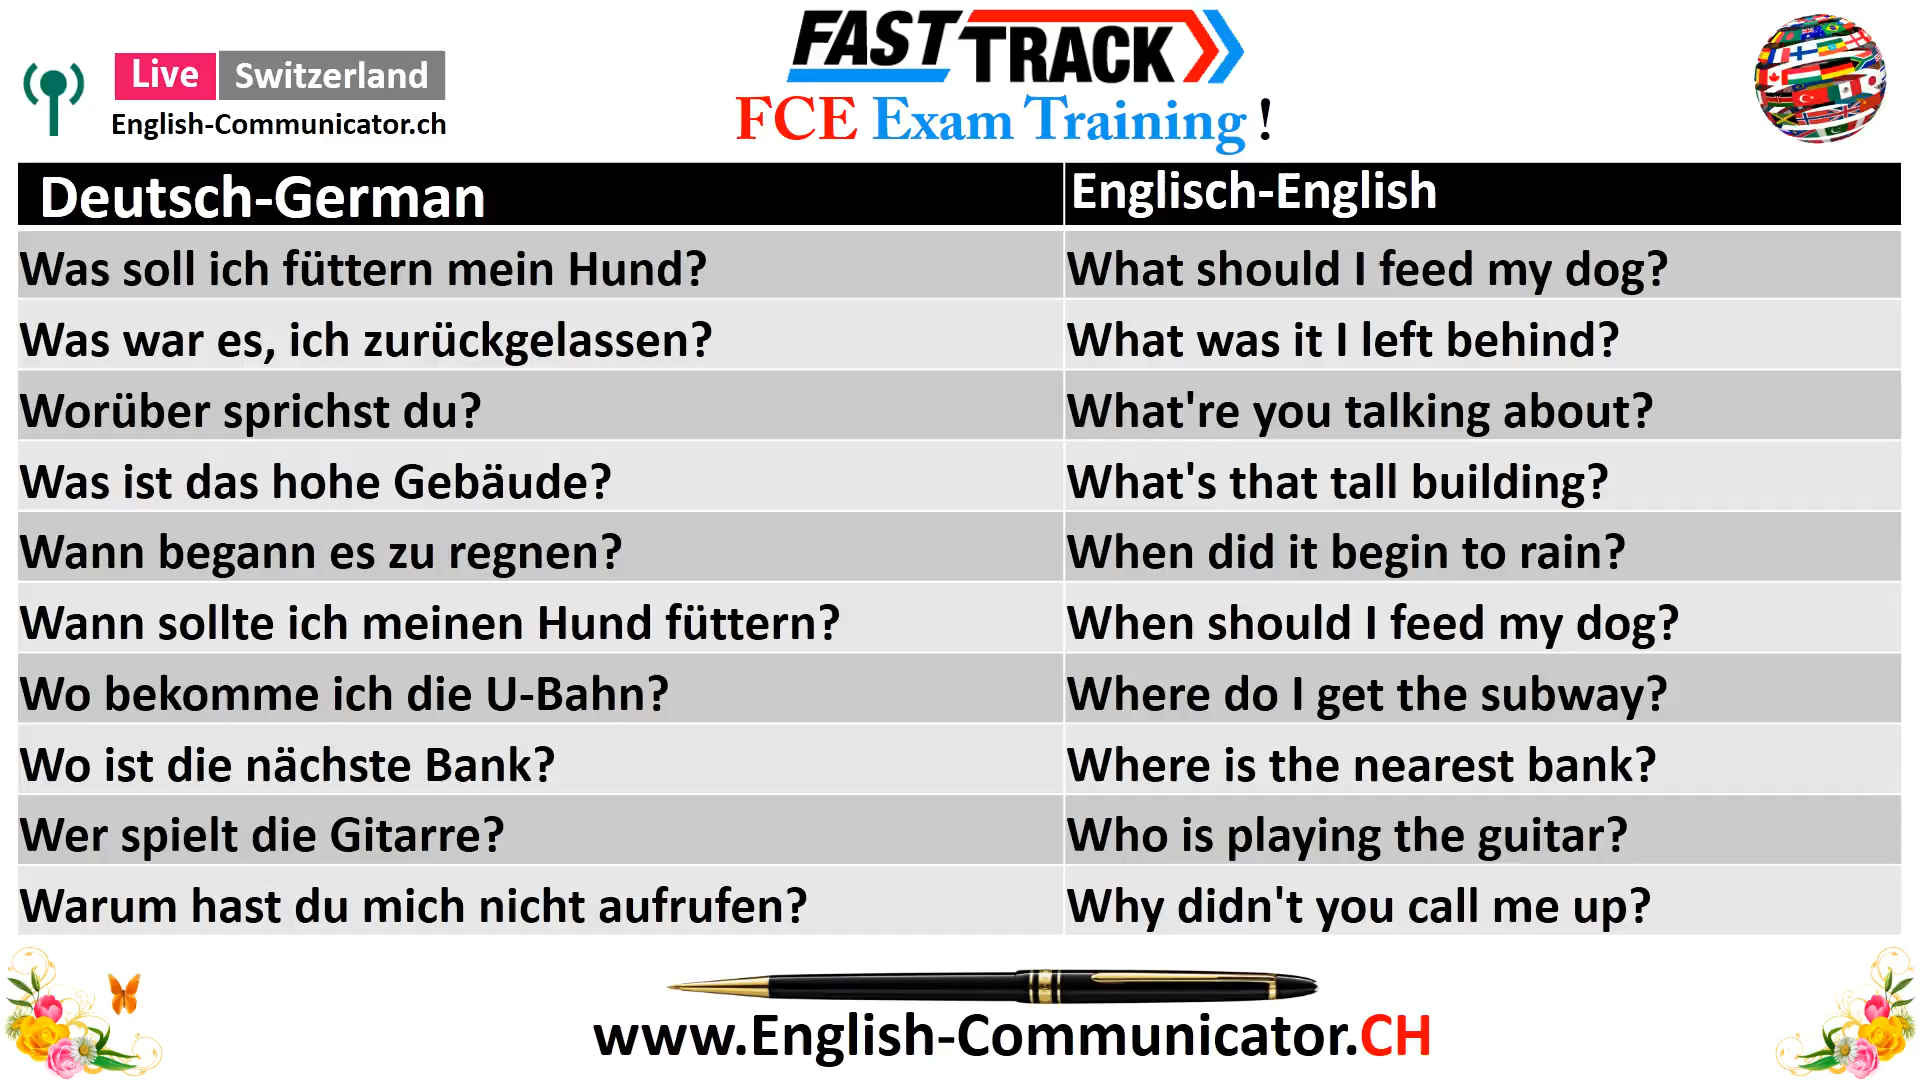 Live Switzerland
English-Communicator.ch
FAST TRACK
FCE Exam Training !
Deutsch-German Englisch-English
Was soll ich füttern mein Hund? What should I feed my dog?
Was war es, ich zurückgelassen? What was it I left behind?
Worüber sprichst du? What're you talking about?
Was ist das hohe Gebäude? What's that tall building?
Wann begann es zu regnen? When did it begin to rain?
Wann sollte ich meinen Hund füttern? When should I feed my dog?
Wo bekomme ich die U-Bahn? Where do I get the subway?
Wo ist die nächste Bank? Where is the nearest bank?
Wer spielt die Gitarre? Who is playing the guitar?
Warum hast du mich nicht aufrufen? Why didn't you call me up?
www.English-Communicator.CH